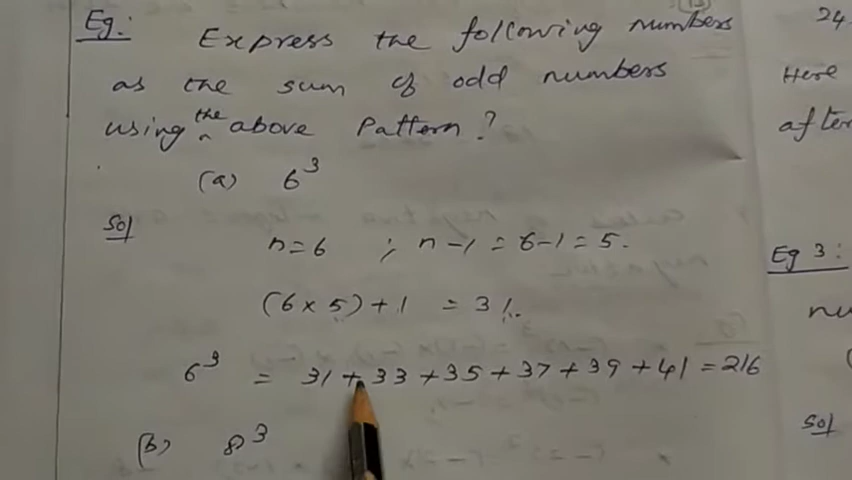 Eg: Express the following numbers
as the sum of odd numbers
using the above Pattern?
(a) 6³
Sol
n=6 ; n-1 = 6-1 = 5.
(6 × 5) + 1 = 31.
6³ = 31 + 33 + 35 + 37 + 39 + 41 = 216
(b) 8³
24
Here
after
Eg 3:
nu
Sol